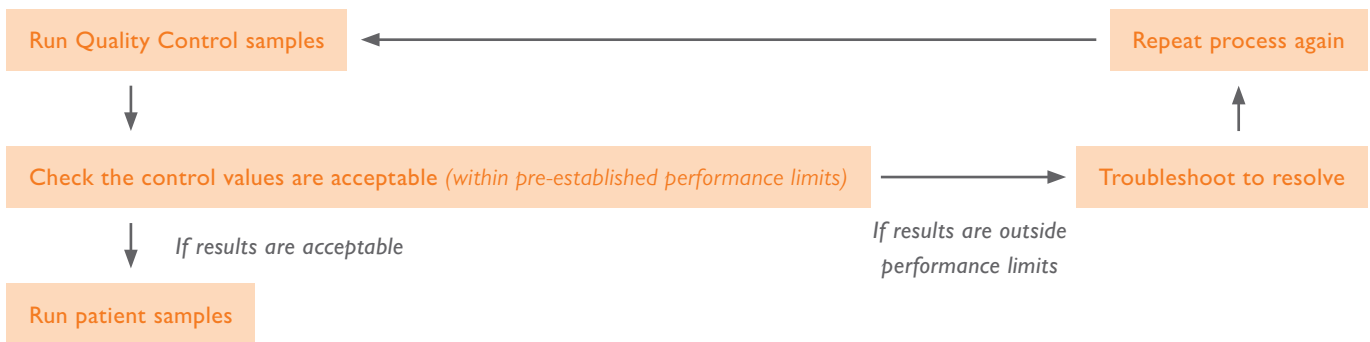 Run Quality Control samples
Repeat process again
Check the control values are acceptable (within pre-established performance limits)
Troubleshoot to resolve
If results are acceptable
If results are outside
performance limits
Run patient samples